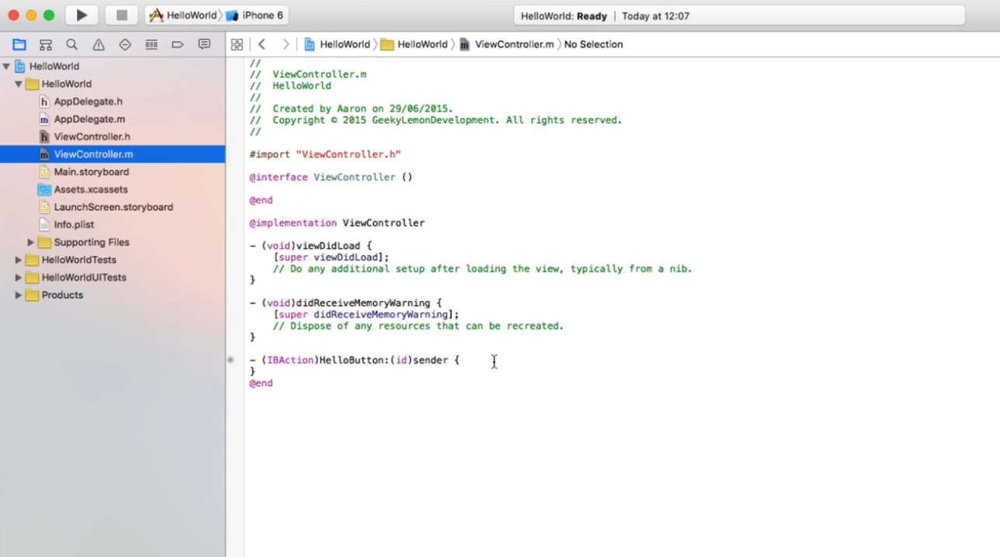 HelloWorld iPhone 6
HelloWorld: Ready | Today at 12:07
HelloWorld HelloWorld ViewController.m No Selection
HelloWorld
HelloWorld
AppDelegate.h
AppDelegate.m
ViewController.h
ViewController.m
Main.storyboard
Assets.xcassets
LaunchScreen.storyboard
Info.plist
Supporting Files
HelloWorldTests
HelloWorldUITests
Products
//
//  ViewController.m
//  HelloWorld
//
//  Created by Aaron on 29/06/2015.
//  Copyright © 2015 GeekyLemonDevelopment. All rights reserved.
//
#import "ViewController.h"
@interface ViewController ()
@end
@implementation ViewController
- (void)viewDidLoad {
    [super viewDidLoad];
    // Do any additional setup after loading the view, typically from a nib.
}
- (void)didReceiveMemoryWarning {
    [super didReceiveMemoryWarning];
    // Dispose of any resources that can be recreated.
}
- (IBAction)HelloButton:(id)sender {
}
@end